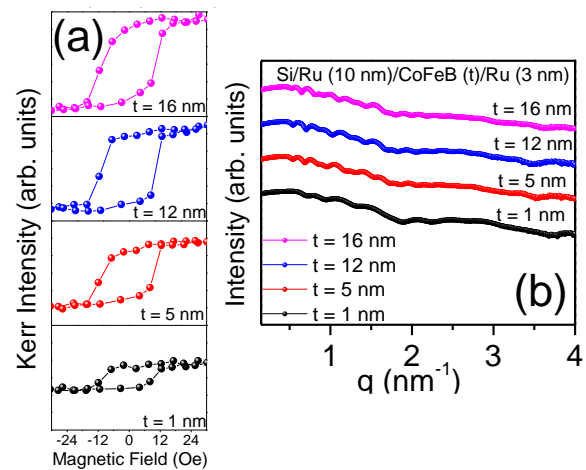 (a)
t = 16 nm
t = 12 nm
t = 5 nm
t = 1 nm
Kerr Intensity (arb. units)
-24 -12 0 12 24
Magnetic Field (Oe)
Si/Ru (10 nm)/CoFeB (t)/Ru (3 nm)
t = 16 nm
t = 12 nm
t = 5 nm
t = 1 nm
t = 16 nm
t = 12 nm
t = 5 nm
t = 1 nm
(b)
Intensity (arb. units)
1 2 3 4
q (nm⁻¹)